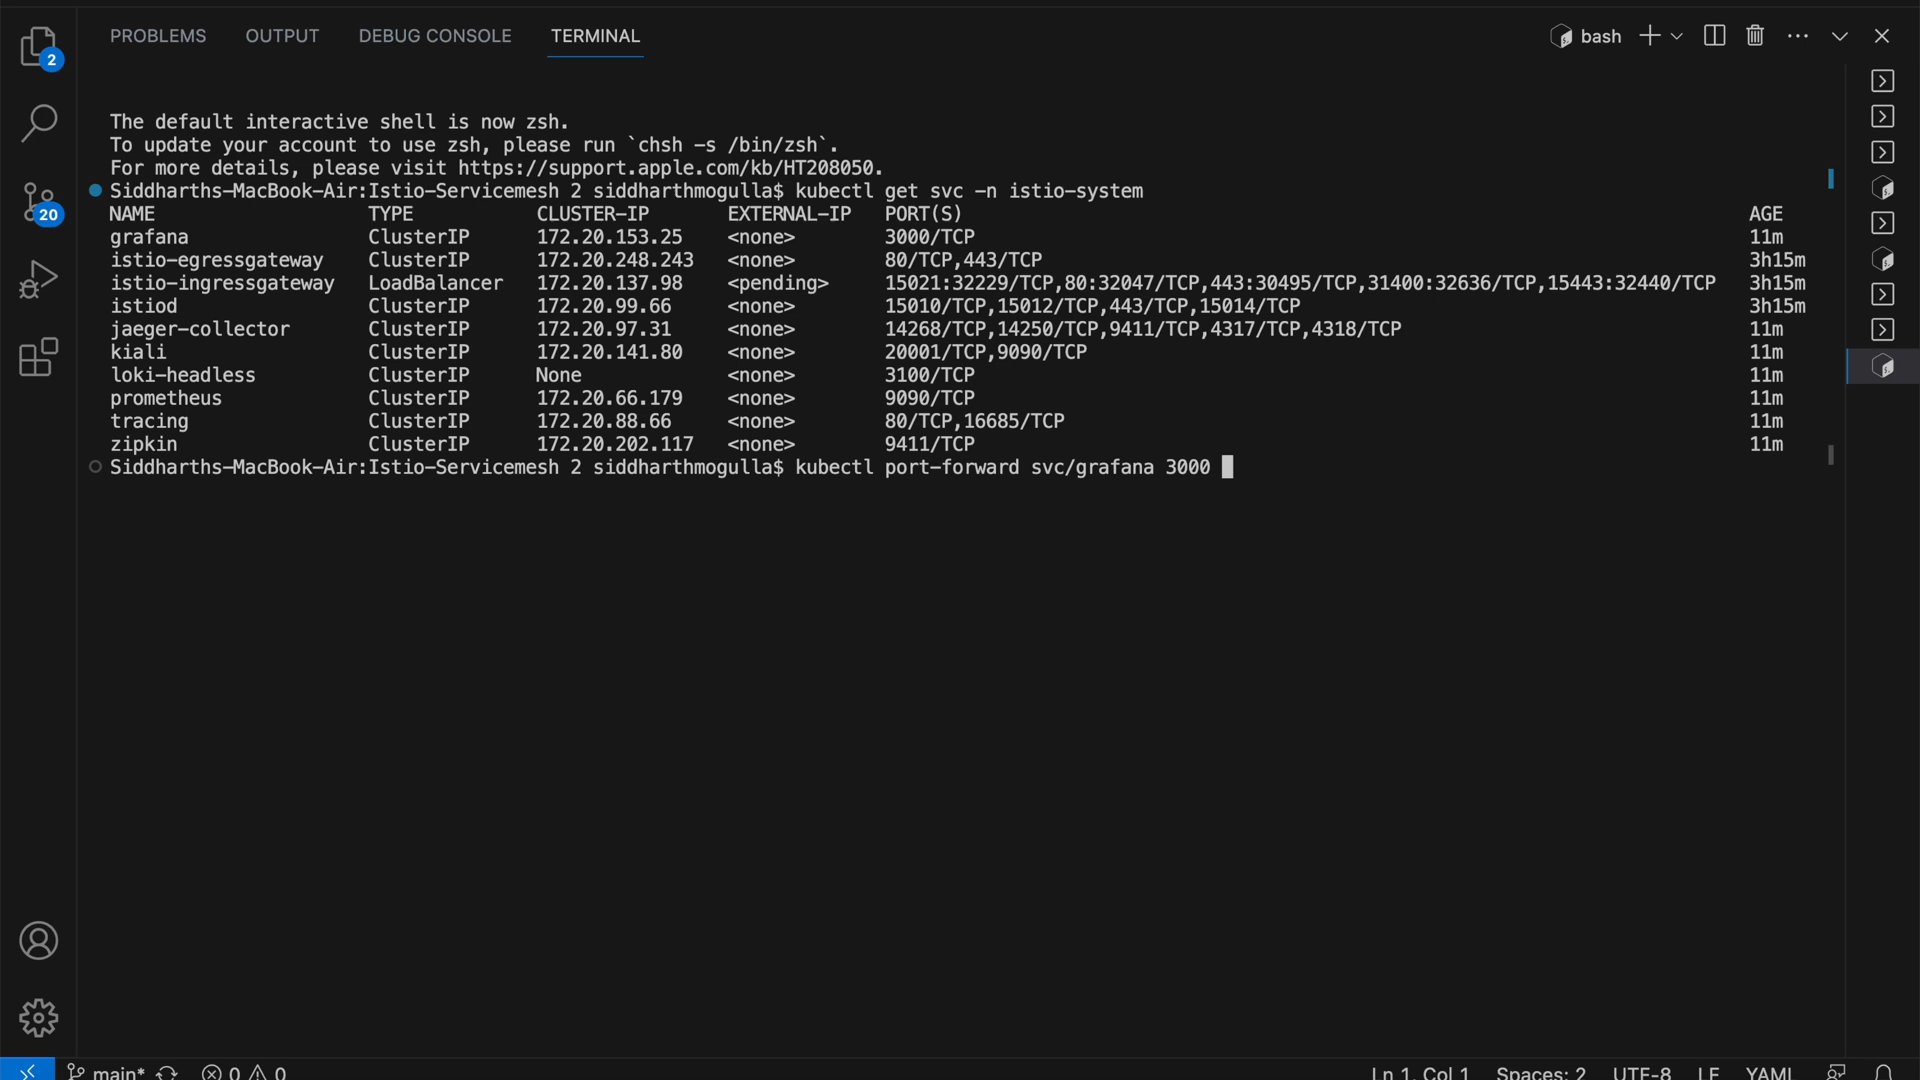 PROBLEMS OUTPUT DEBUG CONSOLE TERMINAL bash
2
The default interactive shell is now zsh.
To update your account to use zsh, please run `chsh -s /bin/zsh`.
For more details, please visit https://support.apple.com/kb/HT208050.
Siddharths-MacBook-Air:Istio-Servicemesh 2 siddharthmogulla$ kubectl get svc -n istio-system
20
NAME TYPE CLUSTER-IP EXTERNAL-IP PORT(S) AGE
grafana ClusterIP 172.20.153.25 <none> 3000/TCP 11m
istio-egressgateway ClusterIP 172.20.248.243 <none> 80/TCP,443/TCP 3h15m
istio-ingressgateway LoadBalancer 172.20.137.98 <pending> 15021:32229/TCP,80:32047/TCP,443:30495/TCP,31400:32636/TCP,15443:32440/TCP 3h15m
istiod ClusterIP 172.20.99.66 <none> 15010/TCP,15012/TCP,443/TCP,15014/TCP 3h15m
jaeger-collector ClusterIP 172.20.97.31 <none> 14268/TCP,14250/TCP,9411/TCP,4317/TCP,4318/TCP 11m
kiali ClusterIP 172.20.141.80 <none> 20001/TCP,9090/TCP 11m
loki-headless ClusterIP None <none> 3100/TCP 11m
prometheus ClusterIP 172.20.66.179 <none> 9090/TCP 11m
tracing ClusterIP 172.20.88.66 <none> 80/TCP,16685/TCP 11m
zipkin ClusterIP 172.20.202.117 <none> 9411/TCP 11m
Siddharths-MacBook-Air:Istio-Servicemesh 2 siddharthmogulla$ kubectl port-forward svc/grafana 3000
main* 0 0 Ln 1, Col 1 Spaces: 2 UTF-8 LF YAML